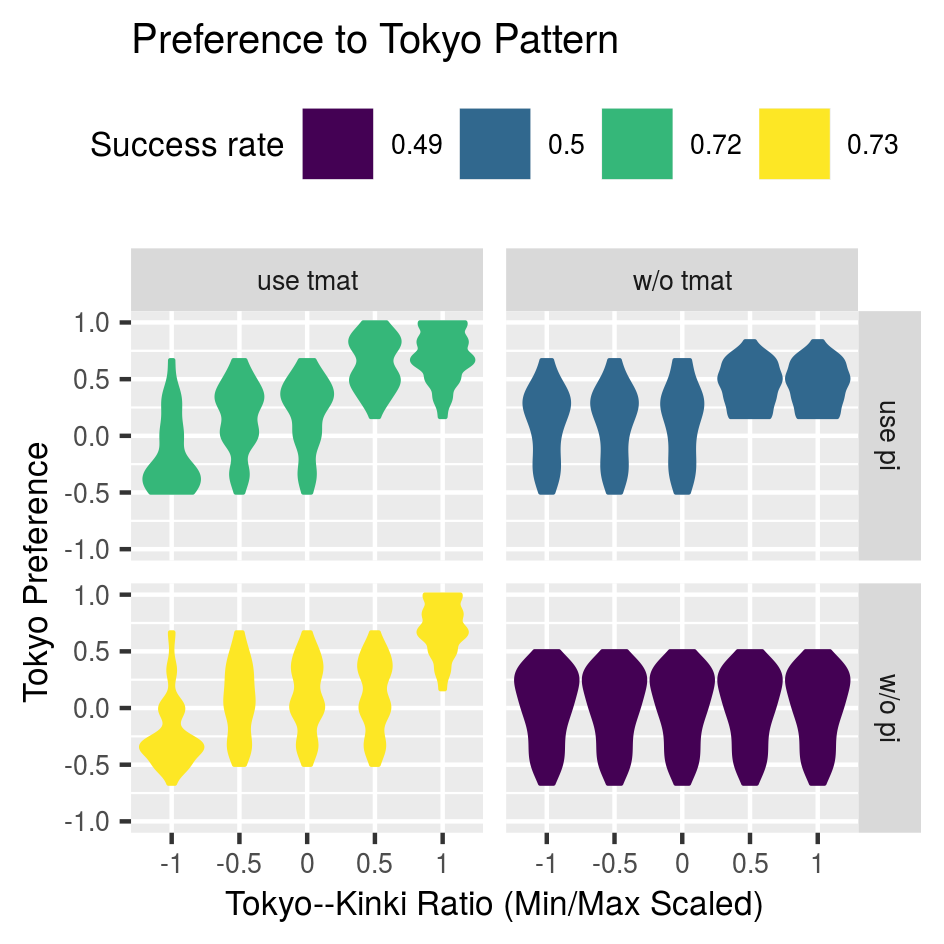 Preference to Tokyo Pattern
Success rate 0.49 0.5 0.72 0.73
use tmat w/o tmat
1.0
0.5
0.0
-0.5
-1.0
use pi
1.0
0.5
0.0
-0.5
-1.0
w/o pi
Tokyo Preference
-1 -0.5 0 0.5 1 -1 -0.5 0 0.5 1
Tokyo--Kinki Ratio (Min/Max Scaled)